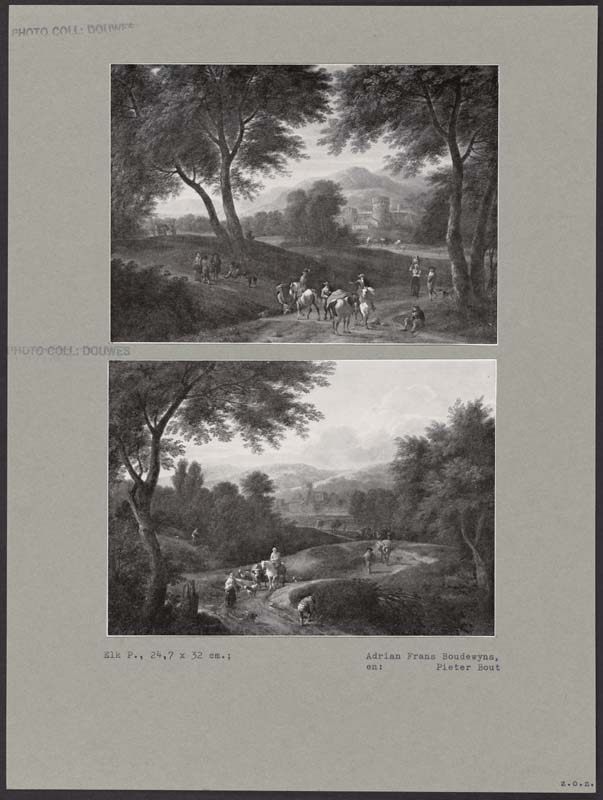 PHOTO COLL: DOUWES
PHOTO COLL: DOUWES
Elk P., 24,7 x 32 cm.;
Adrian Frans Boudewyns,
en: Pieter Bout
z.o.z.